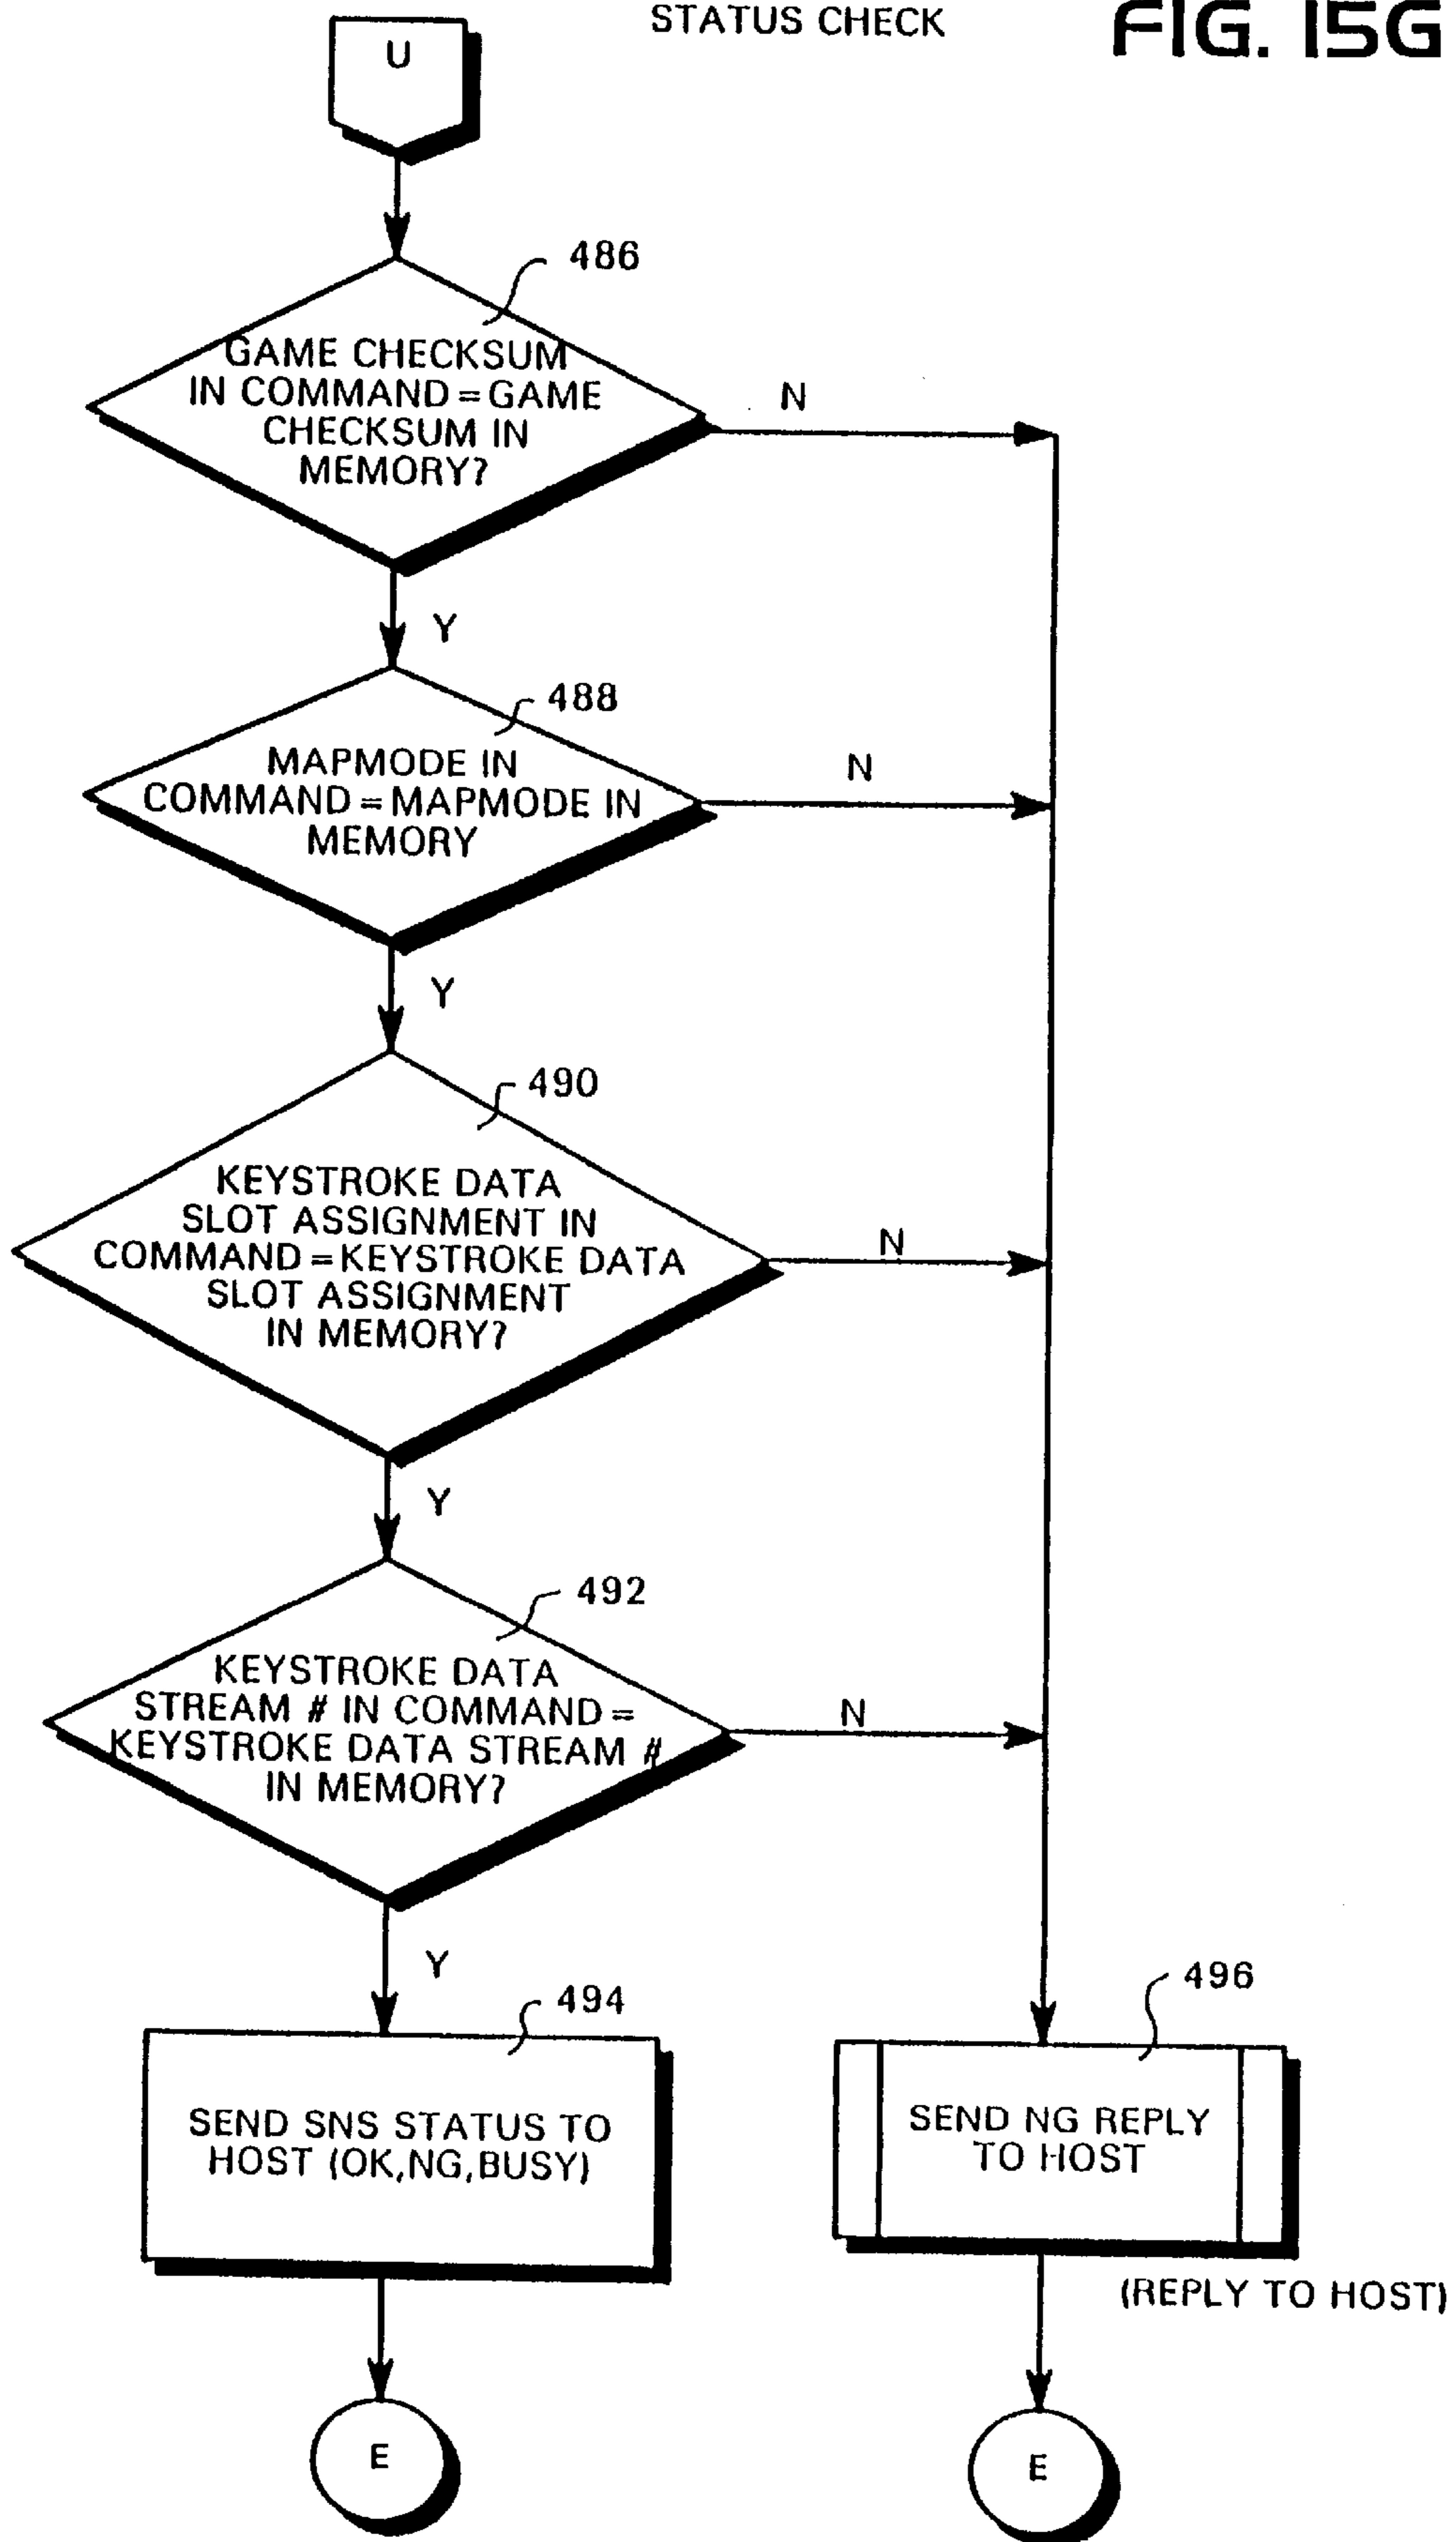 STATUS CHECK
FIG. 15G
U
486
GAME CHECKSUM
IN COMMAND = GAME
CHECKSUM IN
MEMORY?
N
Y
488
MAPMODE IN
COMMAND = MAPMODE IN
MEMORY
N
Y
490
KEYSTROKE DATA
SLOT ASSIGNMENT IN
COMMAND = KEYSTROKE DATA
SLOT ASSIGNMENT
IN MEMORY?
N
Y
492
KEYSTROKE DATA
STREAM # IN COMMAND =
KEYSTROKE DATA STREAM #
IN MEMORY?
N
Y
494
SEND SNS STATUS TO
HOST (OK,NG,BUSY)
496
SEND NG REPLY
TO HOST
(REPLY TO HOST)
E
E